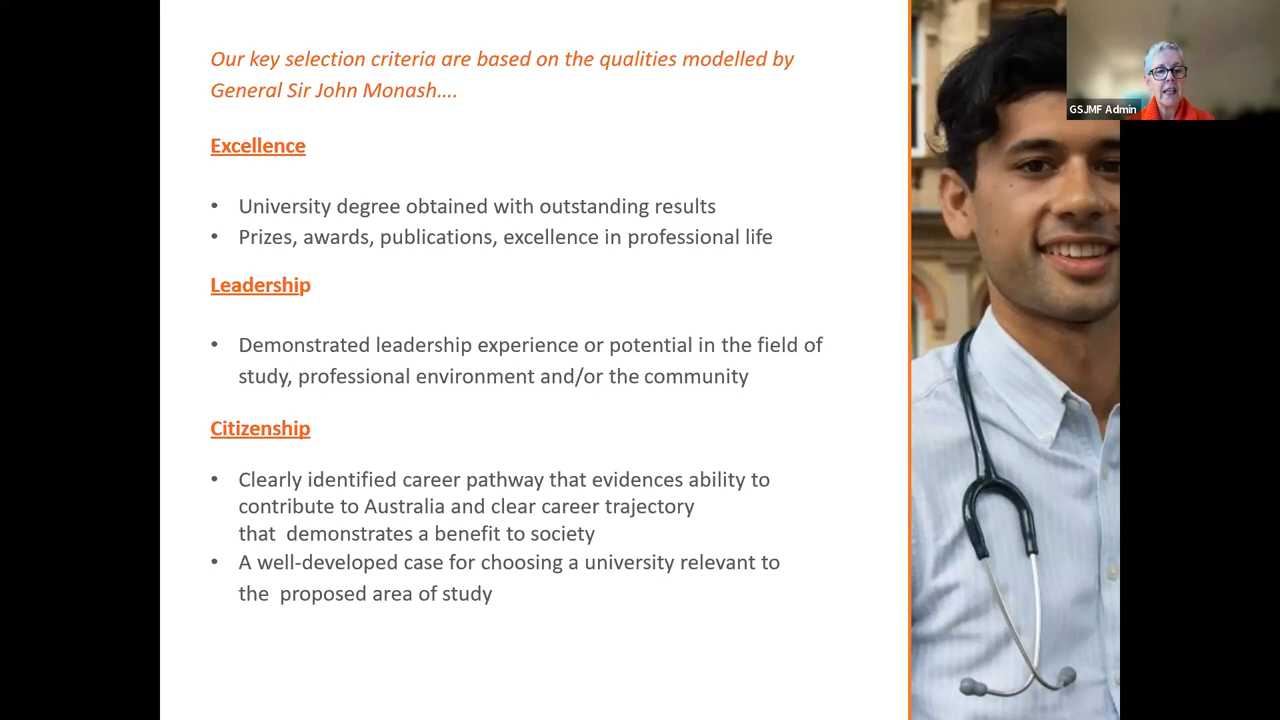 Our key selection criteria are based on the qualities modelled by
General Sir John Monash....
Excellence
• University degree obtained with outstanding results
• Prizes, awards, publications, excellence in professional life
Leadership
• Demonstrated leadership experience or potential in the field of
study, professional environment and/or the community
Citizenship
• Clearly identified career pathway that evidences ability to
contribute to Australia and clear career trajectory
that  demonstrates a benefit to society
• A well-developed case for choosing a university relevant to
the  proposed area of study
GSJMF Admin